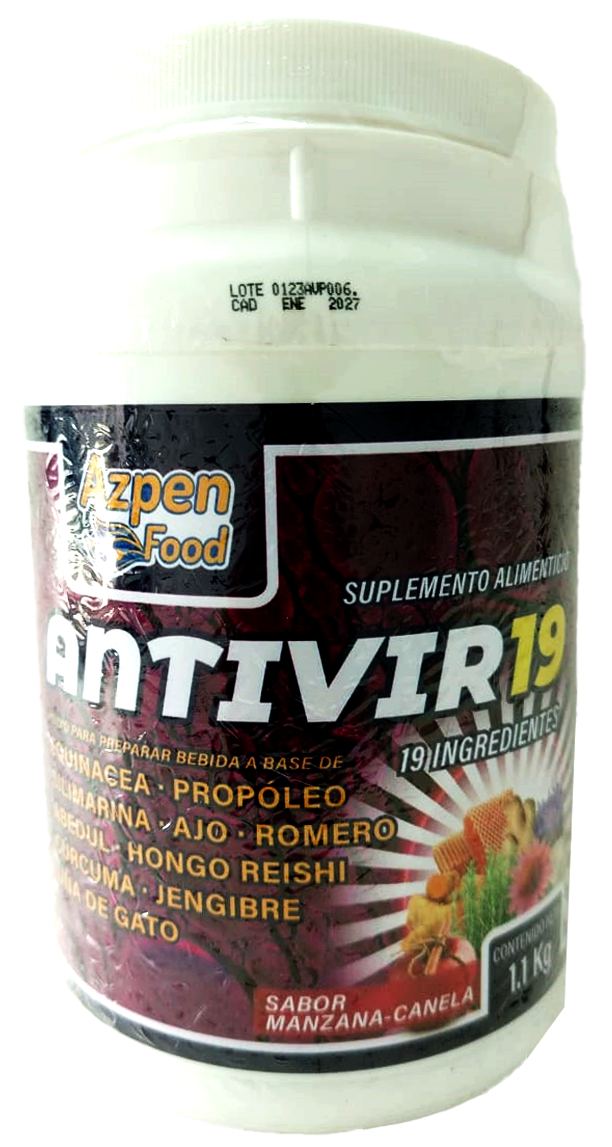 LOTE 0123AVP006.
CAD ENE 2027
Azpen
Food
SUPLEMENTO ALIMENTICIO
ANTIVIR19
19 INGREDIENTES
PARA PREPARAR BEBIDA A BASE DE
EQUINACEA · PROPÓLEO
SILIMARINA · AJO · ROMERO
ABEDUL · HONGO REISHI
CÚRCUMA · JENGIBRE
UÑA DE GATO
CONTENIDO
1.1 Kg
SABOR
MANZANA-CANELA